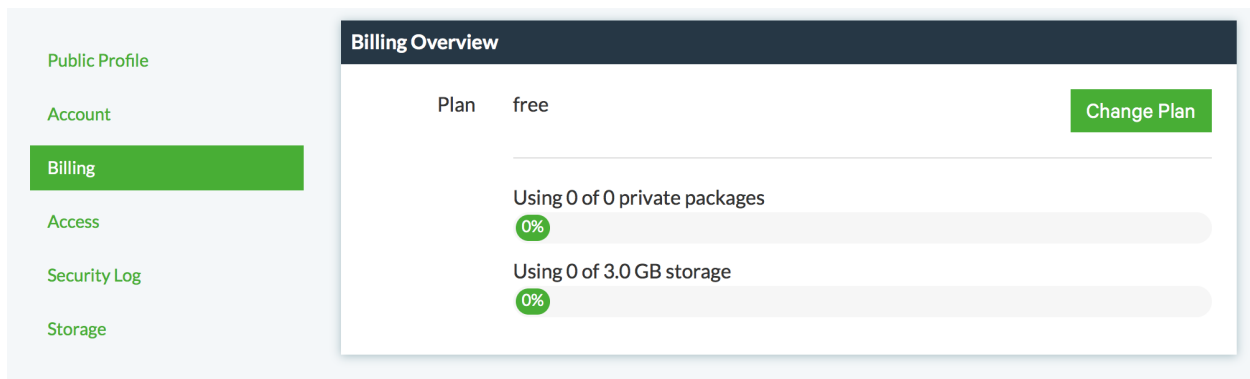 Public Profile
Account
Billing
Access
Security Log
Storage
Billing Overview
Plan free
Change Plan
Using 0 of 0 private packages
0%
Using 0 of 3.0 GB storage
0%